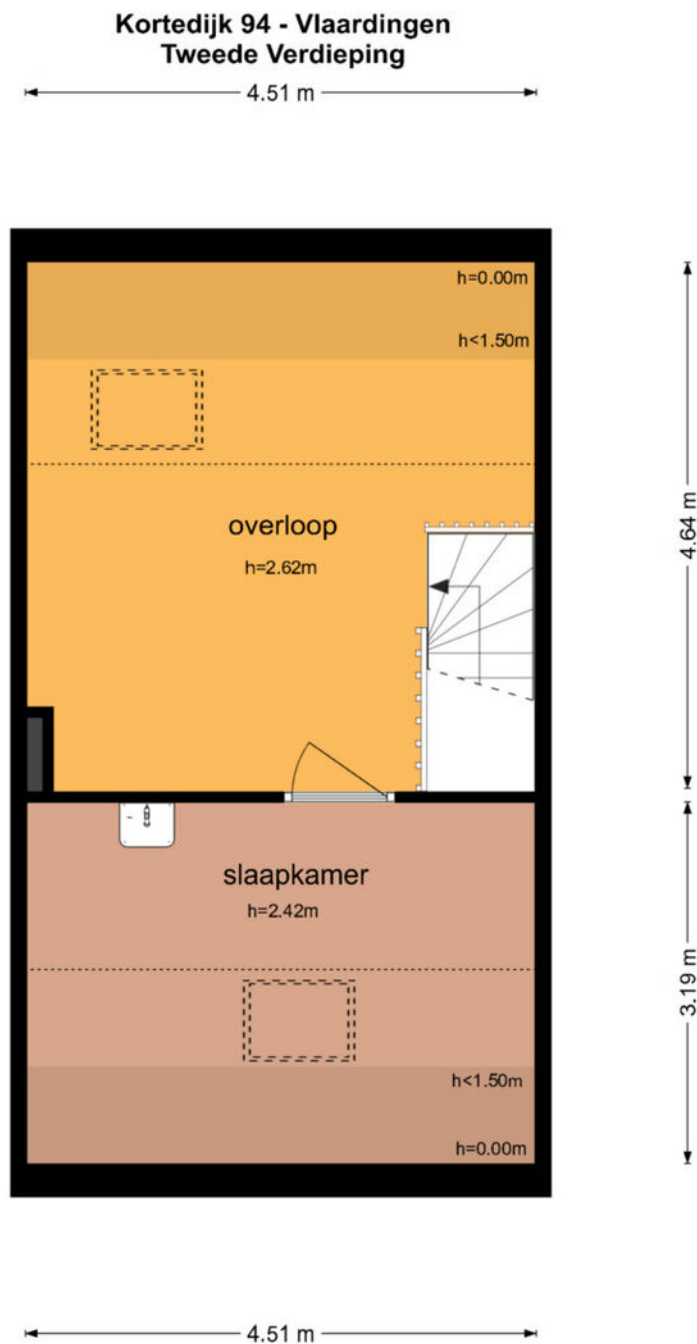 Kortedijk 94 - Vlaardingen
Tweede Verdieping
4.51 m
h=0.00m
h<1.50m
overloop
h=2.62m
4.64 m
slaapkamer
h=2.42m
3.19 m
h<1.50m
h=0.00m
4.51 m